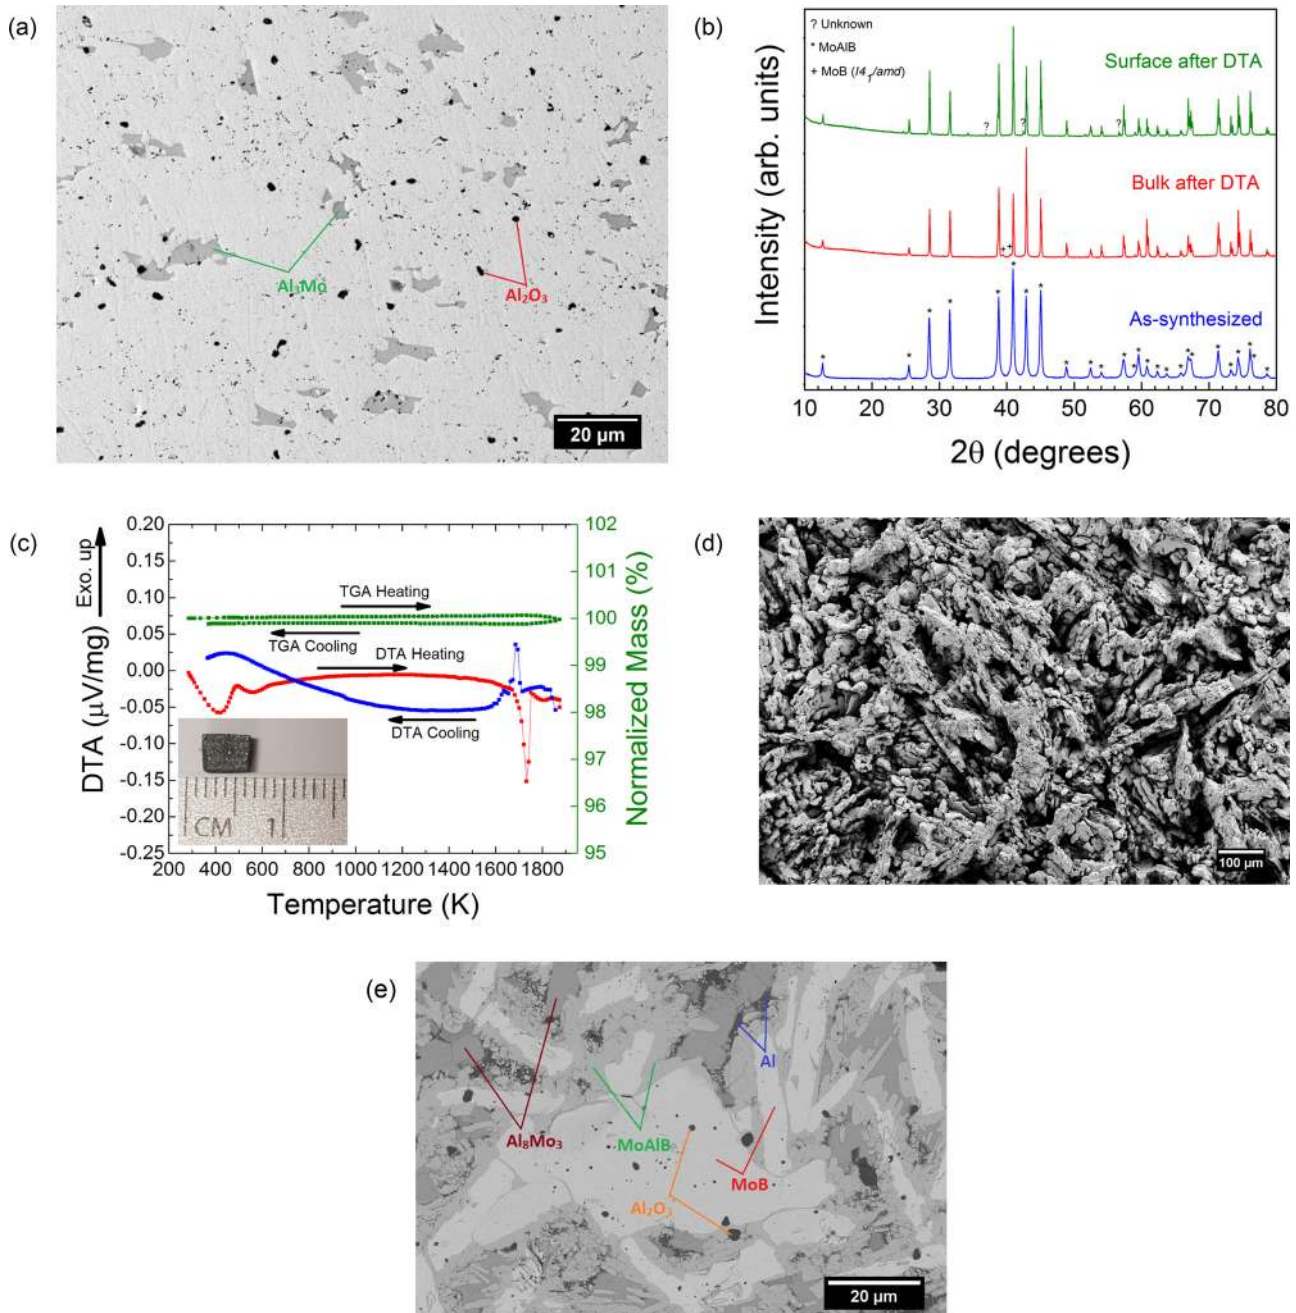 (a)
Al₃Mo
Al₂O₃
20 µm
(b)
? Unknown
* MoAlB
+ MoB (I4₁/amd)
Surface after DTA
? ? ?
Bulk after DTA
+ +
As-synthesized
Intensity (arb. units)
10 20 30 40 50 60 70 80
2θ (degrees)
(c)
Exo. up
DTA (µV/mg)
0.20
0.15
0.10
0.05
0.00
-0.05
-0.10
-0.15
-0.20
-0.25
TGA Heating
TGA Cooling
DTA Heating
DTA Cooling
CM 1
102
101
100
99
98
97
96
95
Normalized Mass (%)
200 400 600 800 1000 1200 1400 1600 1800
Temperature (K)
(d)
100 µm
(e)
Al₈Mo₃
MoAlB
Al
MoB
Al₂O₃
20 µm